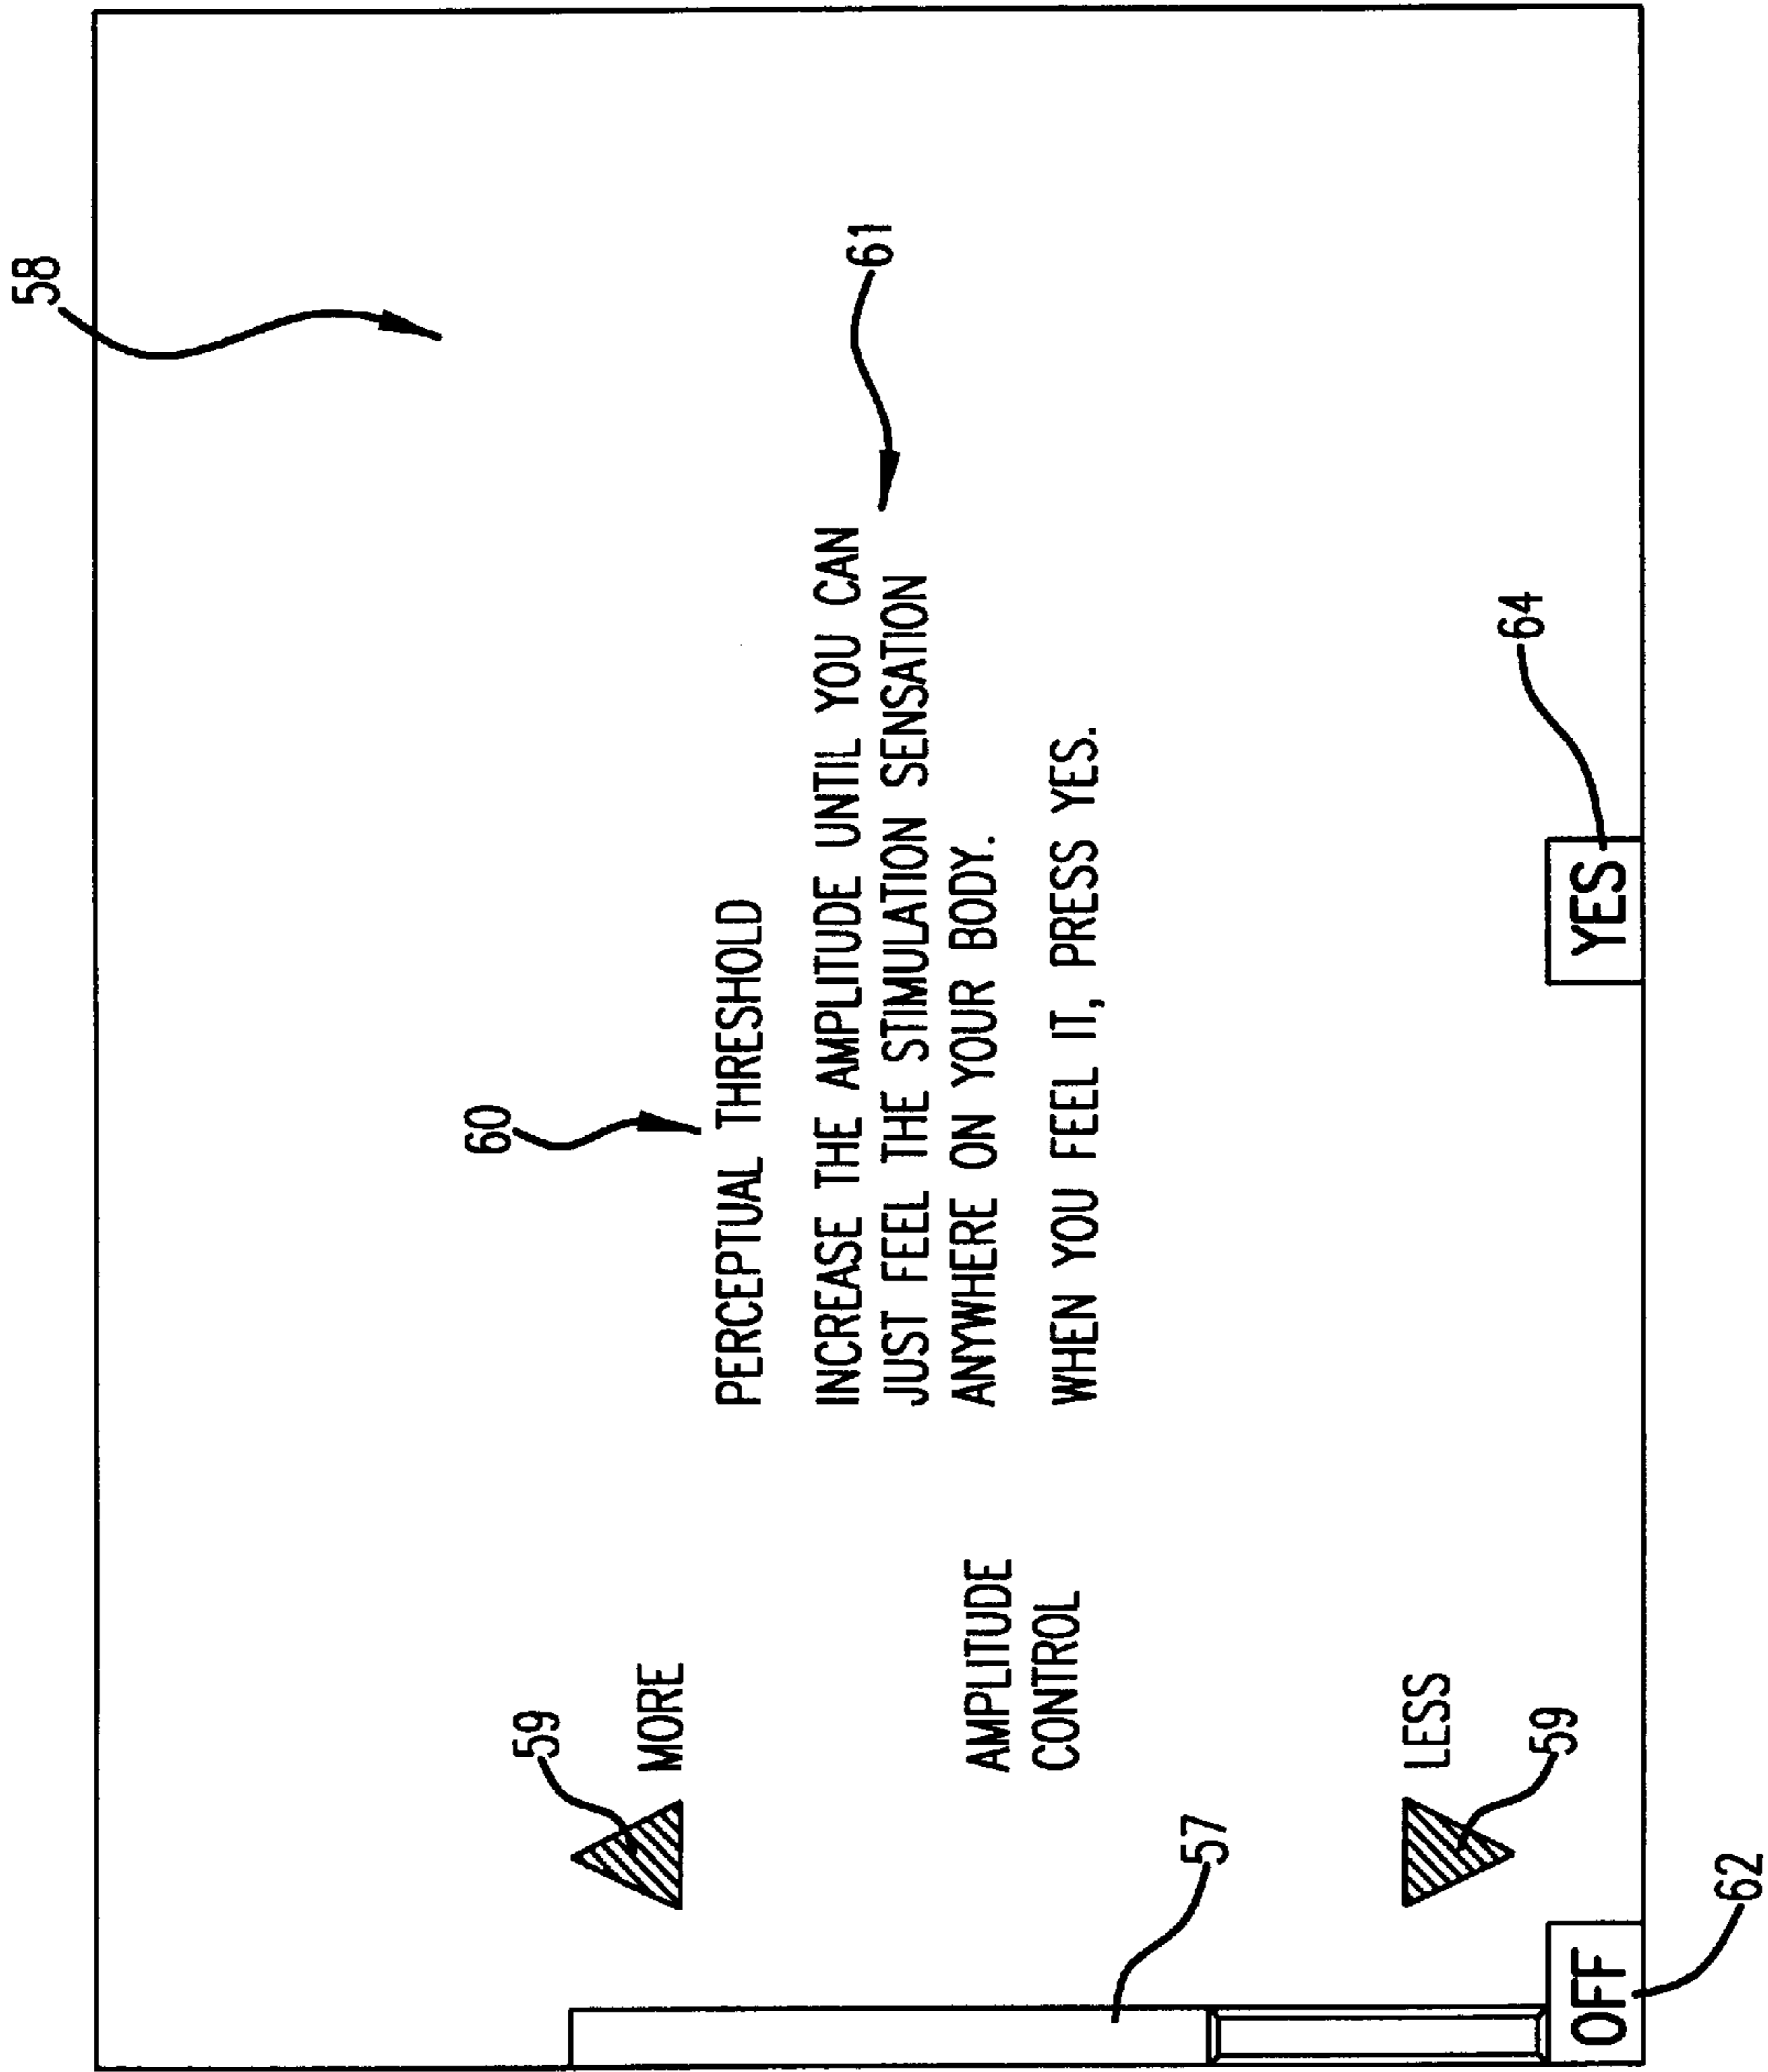 58
60
PERCEPTUAL THRESHOLD
61
INCREASE THE AMPLITUDE UNTIL YOU CAN
JUST FEEL THE STIMULATION SENSATION
ANYWHERE ON YOUR BODY.
WHEN YOU FEEL IT, PRESS YES.
59
MORE
AMPLITUDE
CONTROL
57
LESS
59
OFF
62
YES
64